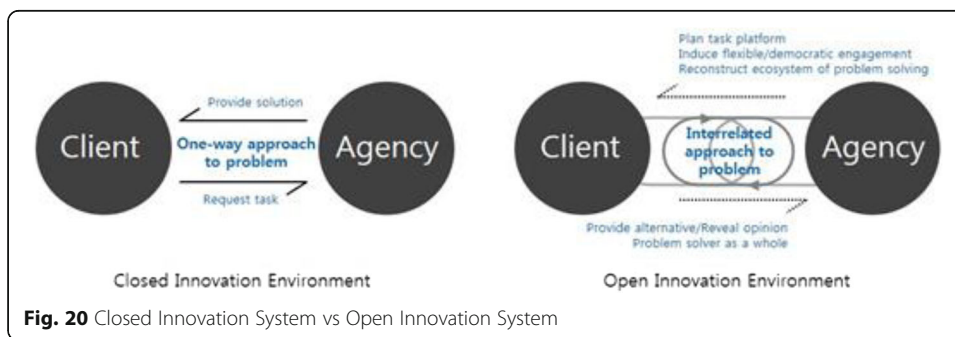 Provide solution
Client
One-way approach
to problem
Agency
Request task
Closed Innovation Environment
Plan task platform
Induce flexible/democratic engagement
Reconstruct ecosystem of problem solving
Client
Interrelated
approach to
problem
Agency
Provide alternative/Reveal opinion
Problem solver as a whole
Open Innovation Environment
Fig. 20 Closed Innovation System vs Open Innovation System